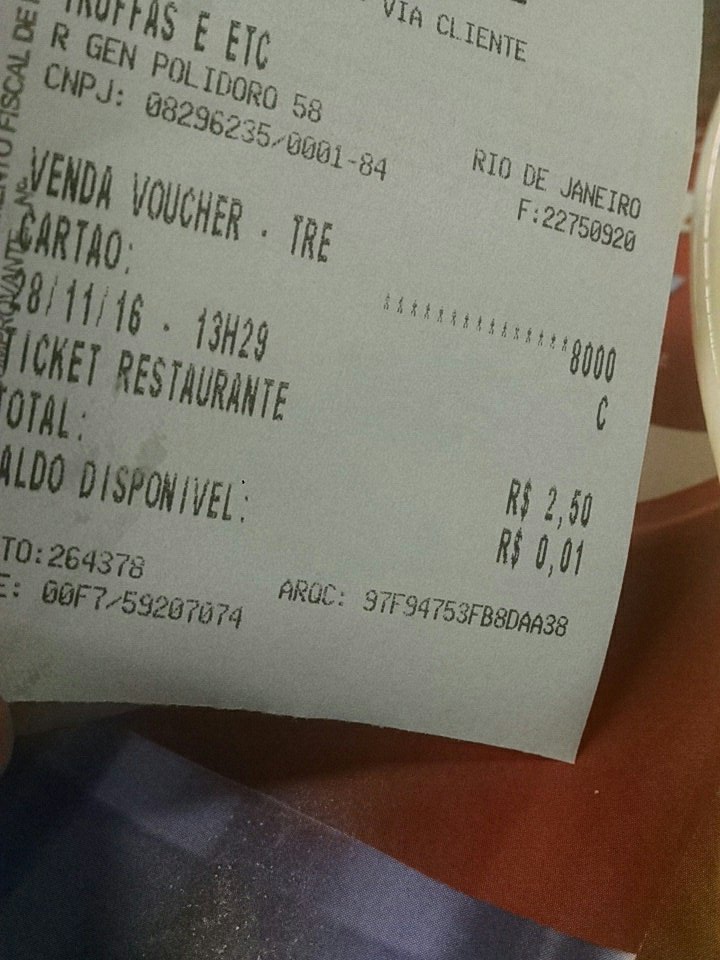 VIA CLIENTE
TRUFFAS E ETC
R GEN POLIDORO 58
CNPJ: 08296235/0001-84
RIO DE JANEIRO
F:22750920
VENDA VOUCHER - TRE
CARTAO:
**************8000
28/11/16 - 13H29
C
TICKET RESTAURANTE
TOTAL:
R$ 2,50
ALDO DISPONIVEL:
R$ 0,01
TO:264378
ARQC: 97F94753FB8DAA38
E: 00F7/59207074